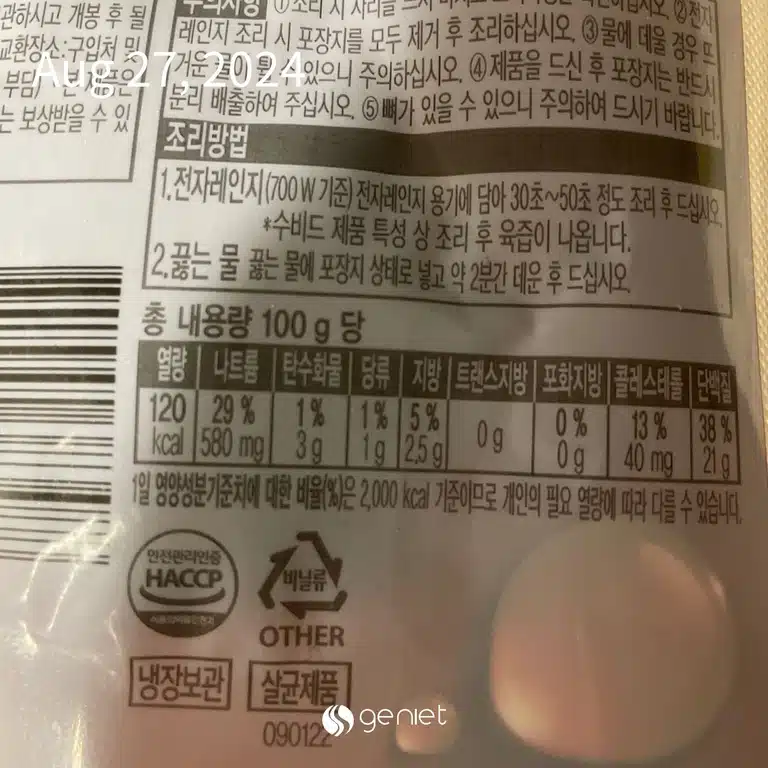 관하시고 개봉 후 될
교환장소:구입처 및
는 보상받을 수 있
Aug 27, 2024
주의사항
레인지 조리 시 포장지를 모두 제거 후 조리하십시오. ③물에 데울 경우 뜨
있으니 주의하십시오. ④제품을 드신 후 포장지는 반드시
분리 배출하여 주십시오. ⑤뼈가 있을 수 있으니 주의하여 드시기 바랍니다.
조리방법
1.전자레인지(700W 기준) 전자레인지 용기에 담아 30초~50초 정도 조리 후 드십시오.
*수비드 제품 특성 상 조리 후 육즙이 나옵니다.
2.끓는 물 끓는 물에 포장지 상태로 넣고 약 2분간 데운 후 드십시오.
총 내용량 100 g 당
열량 나트륨 탄수화물 당류 지방 트랜스지방 포화지방 콜레스테롤 단백질
120 29 % 1 % 1 % 5 % 0 g 0 % 13 % 38 %
kcal 580 mg 3 g 1 g 2.5 g 0 g 40 mg 21 g
1일 영양성분기준치에 대한 비율(%)은 2,000 kcal 기준이므로 개인의 필요 열량에 따라 다를 수 있습니다.
안전관리인증
HACCP
비닐류
OTHER
냉장보관 살균제품
090122
geniet